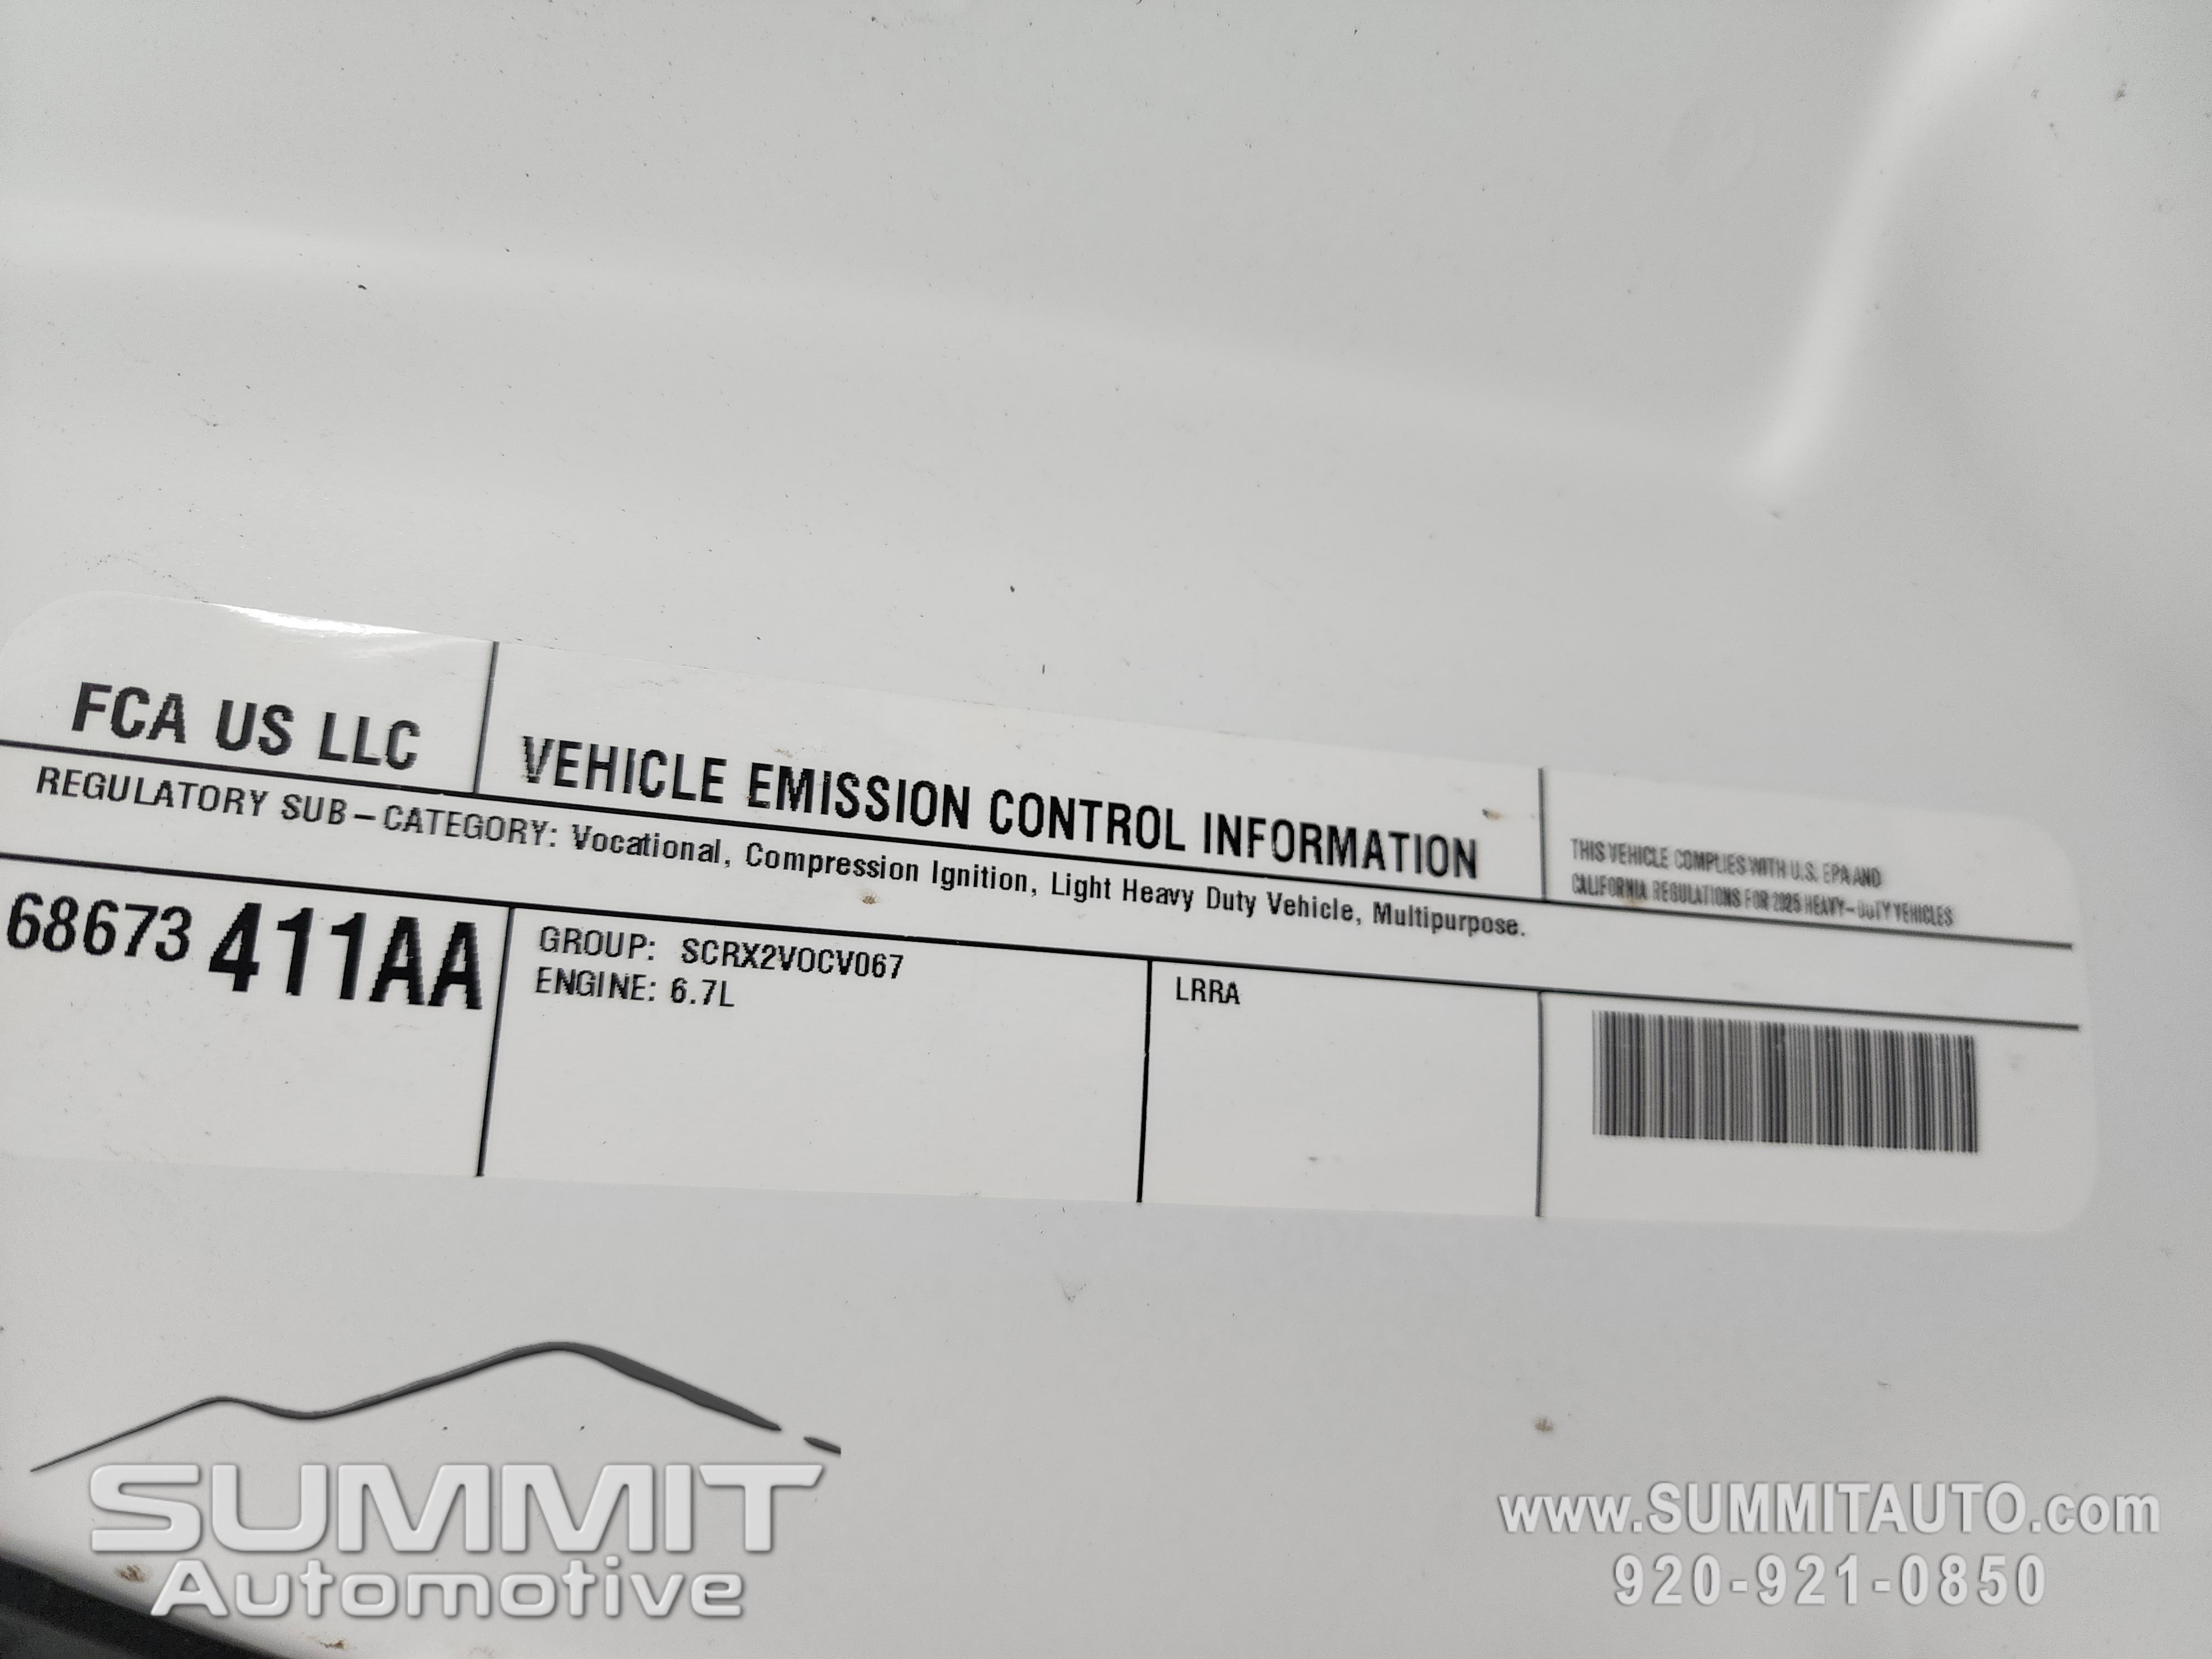 FCA US LLC
VEHICLE EMISSION CONTROL INFORMATION
THIS VEHICLE COMPLIES WITH U.S. EPA AND
CALIFORNIA REGULATIONS FOR 2025 HEAVY-DUTY VEHICLES
REGULATORY SUB-CATEGORY: Vocational, Compression Ignition, Light Heavy Duty Vehicle, Multipurpose.
68673 411AA
GROUP: SCRX2VOCV067
ENGINE: 6.7L
LRRA
SUMMIT
Automotive
www.SUMMITAUTO.com
920-921-0850